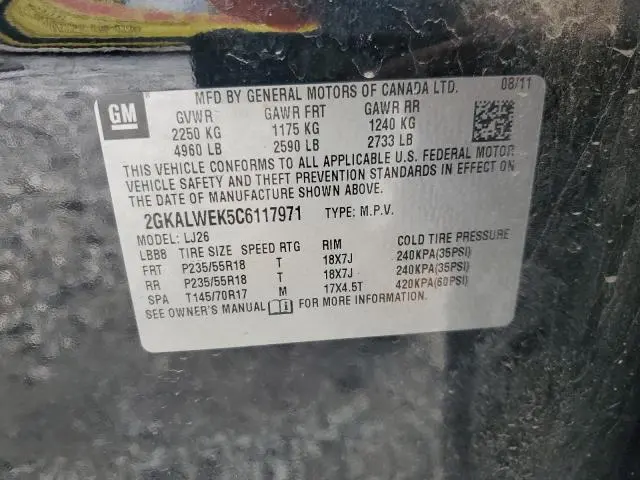 GM
MFD BY GENERAL MOTORS OF CANADA LTD. 08/11
GVWR GAWR FRT GAWR RR
2250 KG 1175 KG 1240 KG
4960 LB 2590 LB 2733 LB
THIS VEHICLE CONFORMS TO ALL APPLICABLE U.S. FEDERAL MOTOR
VEHICLE SAFETY AND THEFT PREVENTION STANDARDS IN EFFECT ON
THE DATE OF MANUFACTURE SHOWN ABOVE.
2GKALWEK5C6117971 TYPE: M.P.V.
MODEL: LJ26
LBB8 TIRE SIZE SPEED RTG RIM COLD TIRE PRESSURE
FRT P235/55R18 T 18X7J 240KPA(35PSI)
RR P235/55R18 T 18X7J 240KPA(35PSI)
SPA T145/70R17 M 17X4.5T 420KPA(60PSI)
SEE OWNER'S MANUAL FOR MORE INFORMATION.